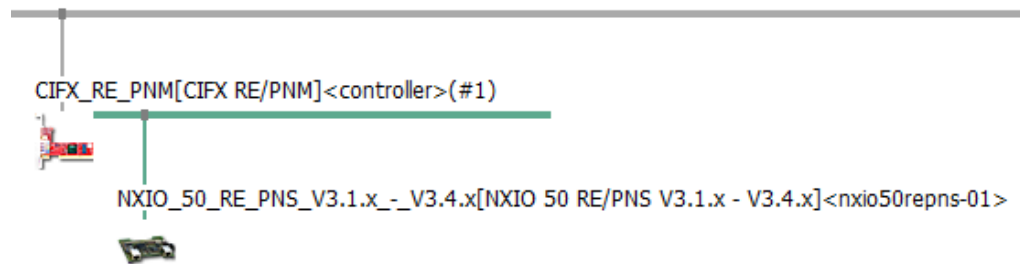 CIFX_RE_PNM[CIFX RE/PNM]<controller>(#1)
NXIO_50_RE_PNS_V3.1.x_-_V3.4.x[NXIO 50 RE/PNS V3.1.x - V3.4.x]<nxio50repns-01>